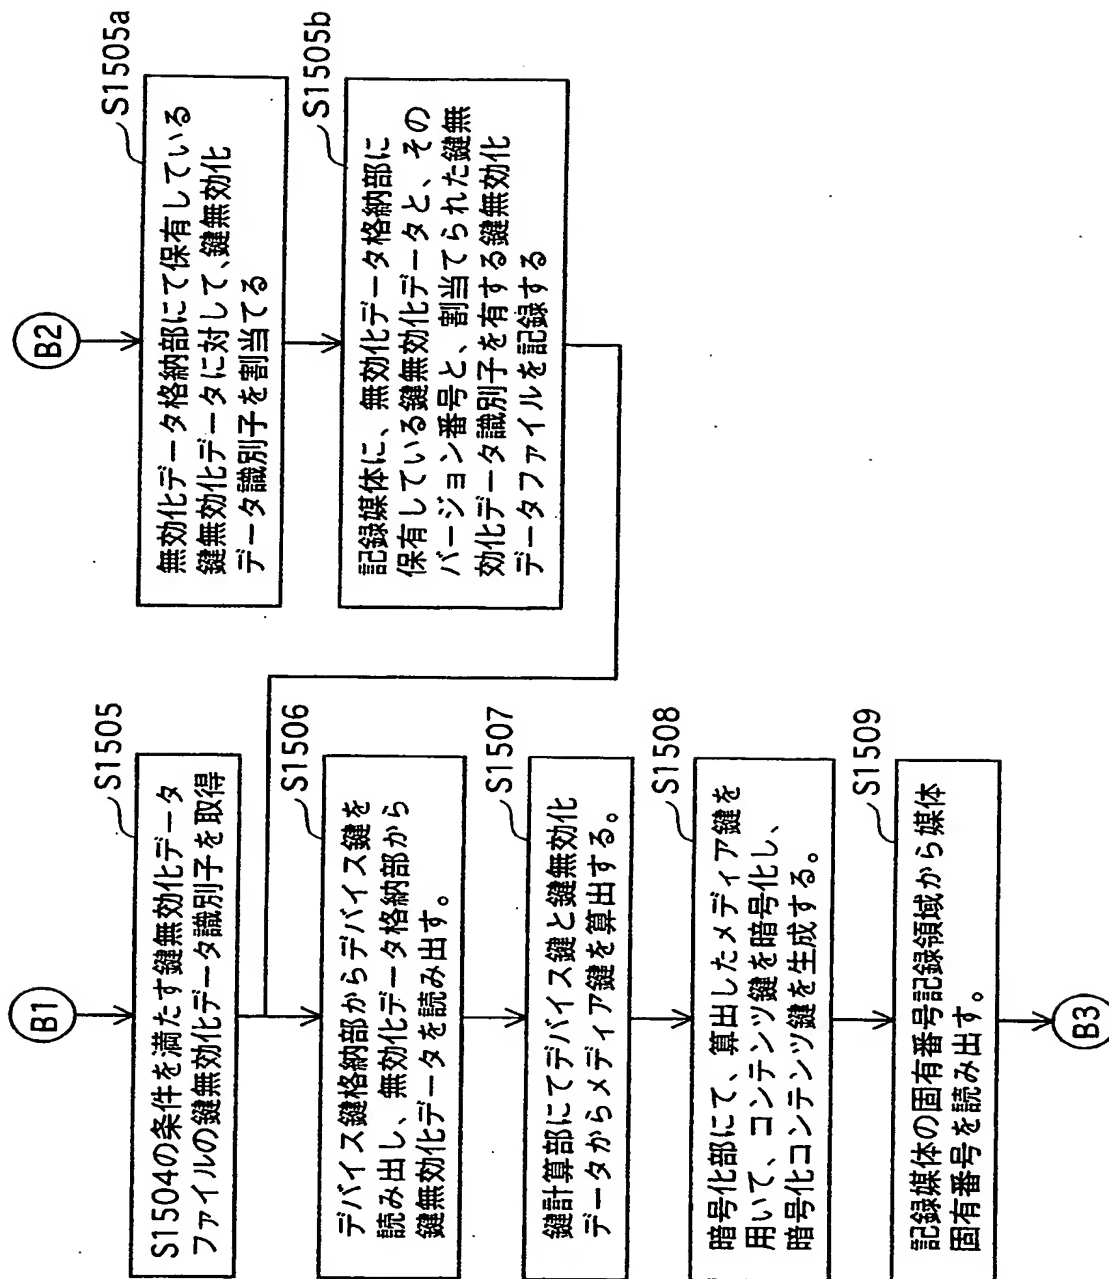 B1
S1505
S1504の条件を満たす鍵無効化データ
ファイルの鍵無効化データ識別子を取得
S1506
デバイス鍵格納部からデバイス鍵を
読み出し、無効化データ格納部から
鍵無効化データを読み出す。
S1507
鍵計算部にてデバイス鍵と鍵無効化
データからメディア鍵を算出する。
S1508
暗号化部にて、算出したメディア鍵を
用いて、コンテンツ鍵を暗号化し、
暗号化コンテンツ鍵を生成する。
S1509
記録媒体の固有番号記録領域から媒体
固有番号を読み出す。
B3
B2
S1505a
無効化データ格納部にて保有している
鍵無効化データに対して、鍵無効化
データ識別子を割当てる
S1505b
記録媒体に、無効化データ格納部に
保有している鍵無効化データと、その
バージョン番号と、割当てられた鍵無
効化データ識別子を有する鍵無効化
データファイルを記録する